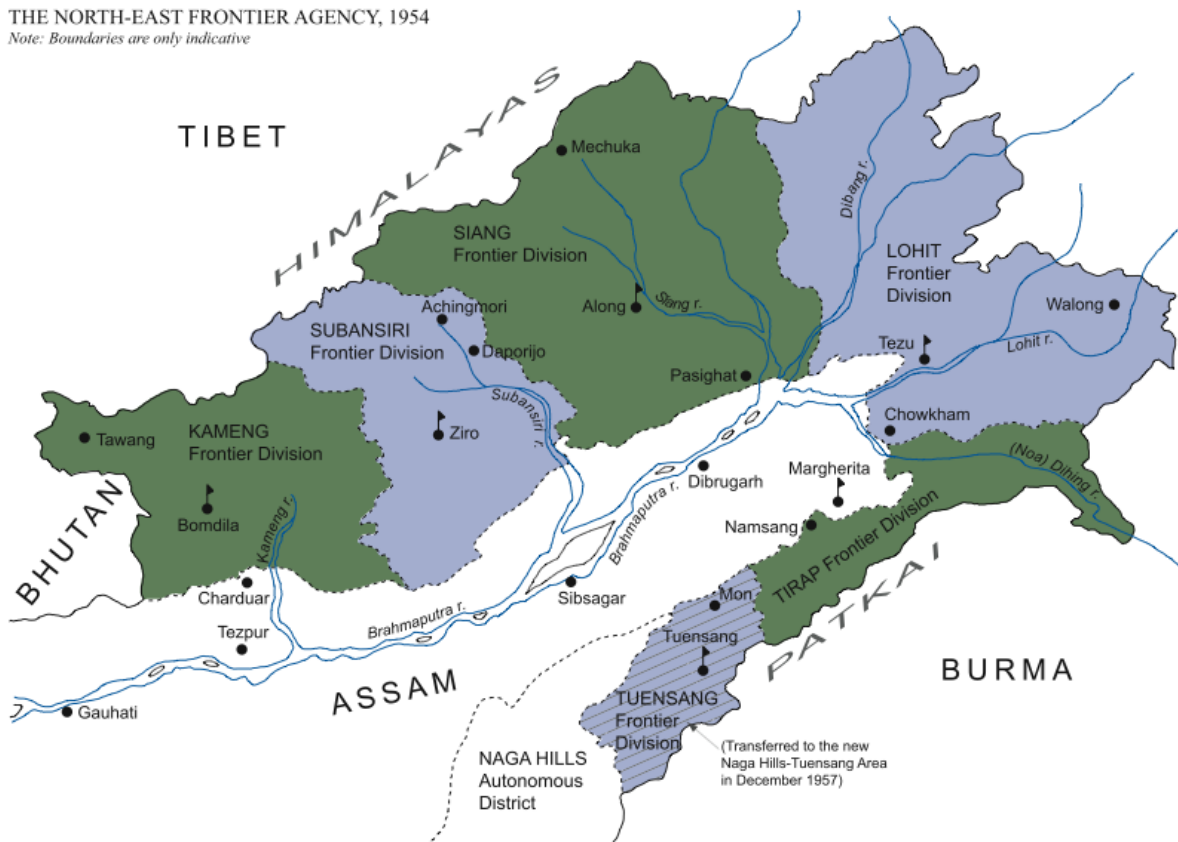 THE NORTH-EAST FRONTIER AGENCY, 1954
Note: Boundaries are only indicative
TIBET
HIMALAYAS
Mechuka
Dibang r.
SIANG
Frontier Division
LOHIT
Frontier
Division
Along
Siang r.
Walong
Achingmori
SUBANSIRI
Frontier Division
Daporijo
Tezu
Lohit r.
Pasighat
Subansiri r.
Chowkham
Tawang
KAMENG
Frontier Division
Ziro
Dibrugarh
Margherita
(Noa) Dihing r.
BHUTAN
Bomdila
Kameng r.
Brahmaputra r.
Namsang
TIRAP Frontier Division
Charduar
Sibsagar
Mon
PATKAI
Brahmaputra r.
Tezpur
Tuensang
ASSAM
BURMA
Gauhati
TUENSANG
Frontier
Division
(Transferred to the new
Naga Hills-Tuensang Area
in December 1957)
NAGA HILLS
Autonomous
District